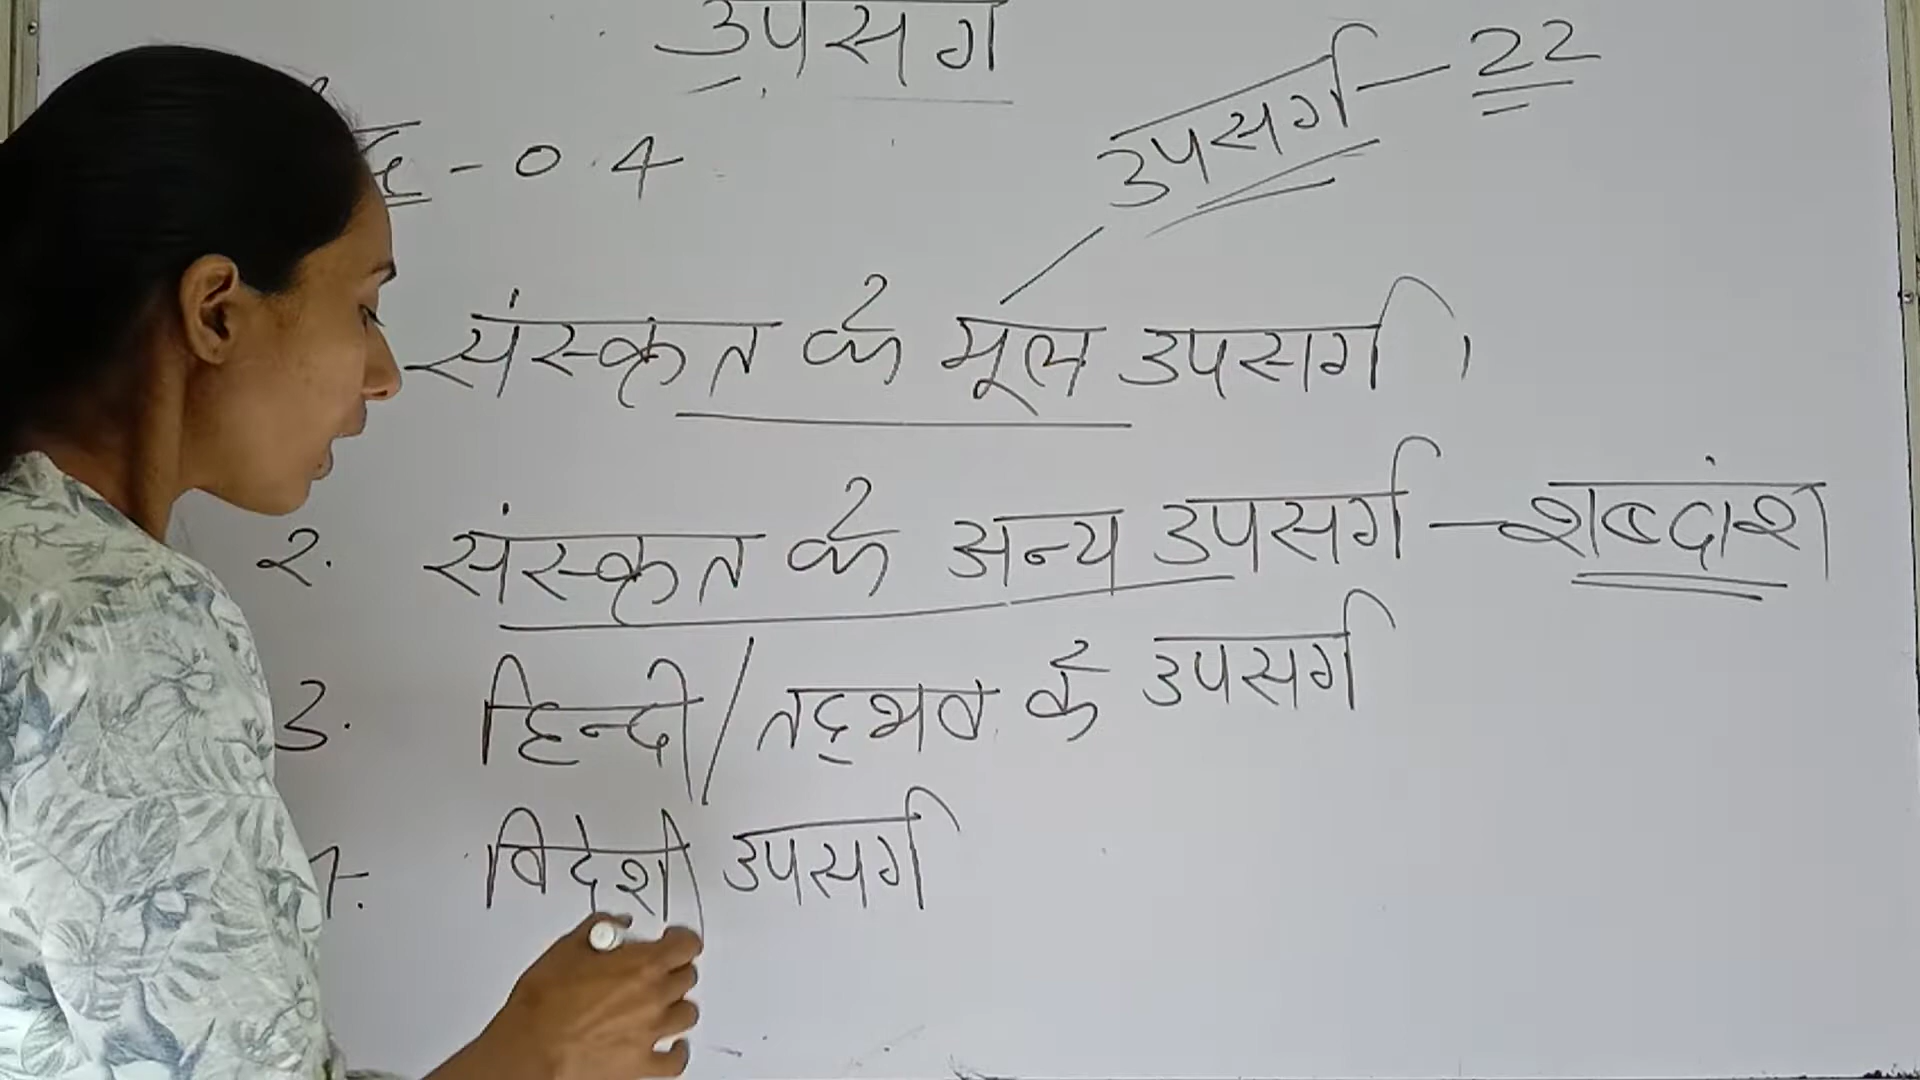 उपसर्ग
उपसर्ग - 22
- 04
संस्कृत के मूल उपसर्ग ।
2. संस्कृत के अन्य उपसर्ग - शब्दांश
3. हिन्दी / तद्भव के उपसर्ग
विदेशी उपसर्ग